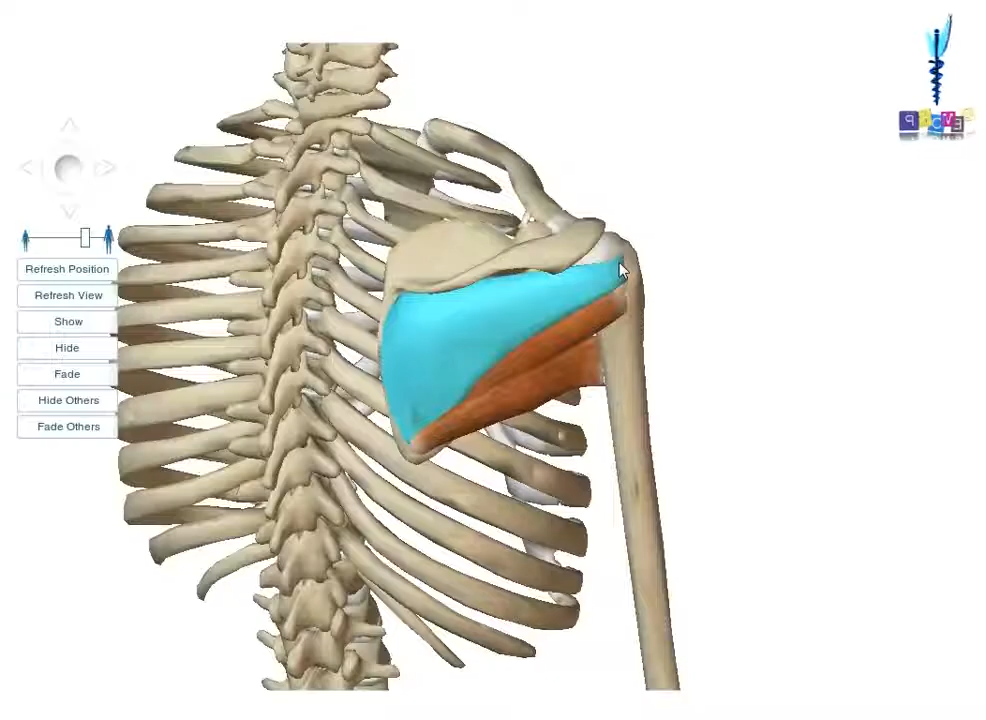 Refresh Position
Refresh View
Show
Hide
Fade
Hide Others
Fade Others